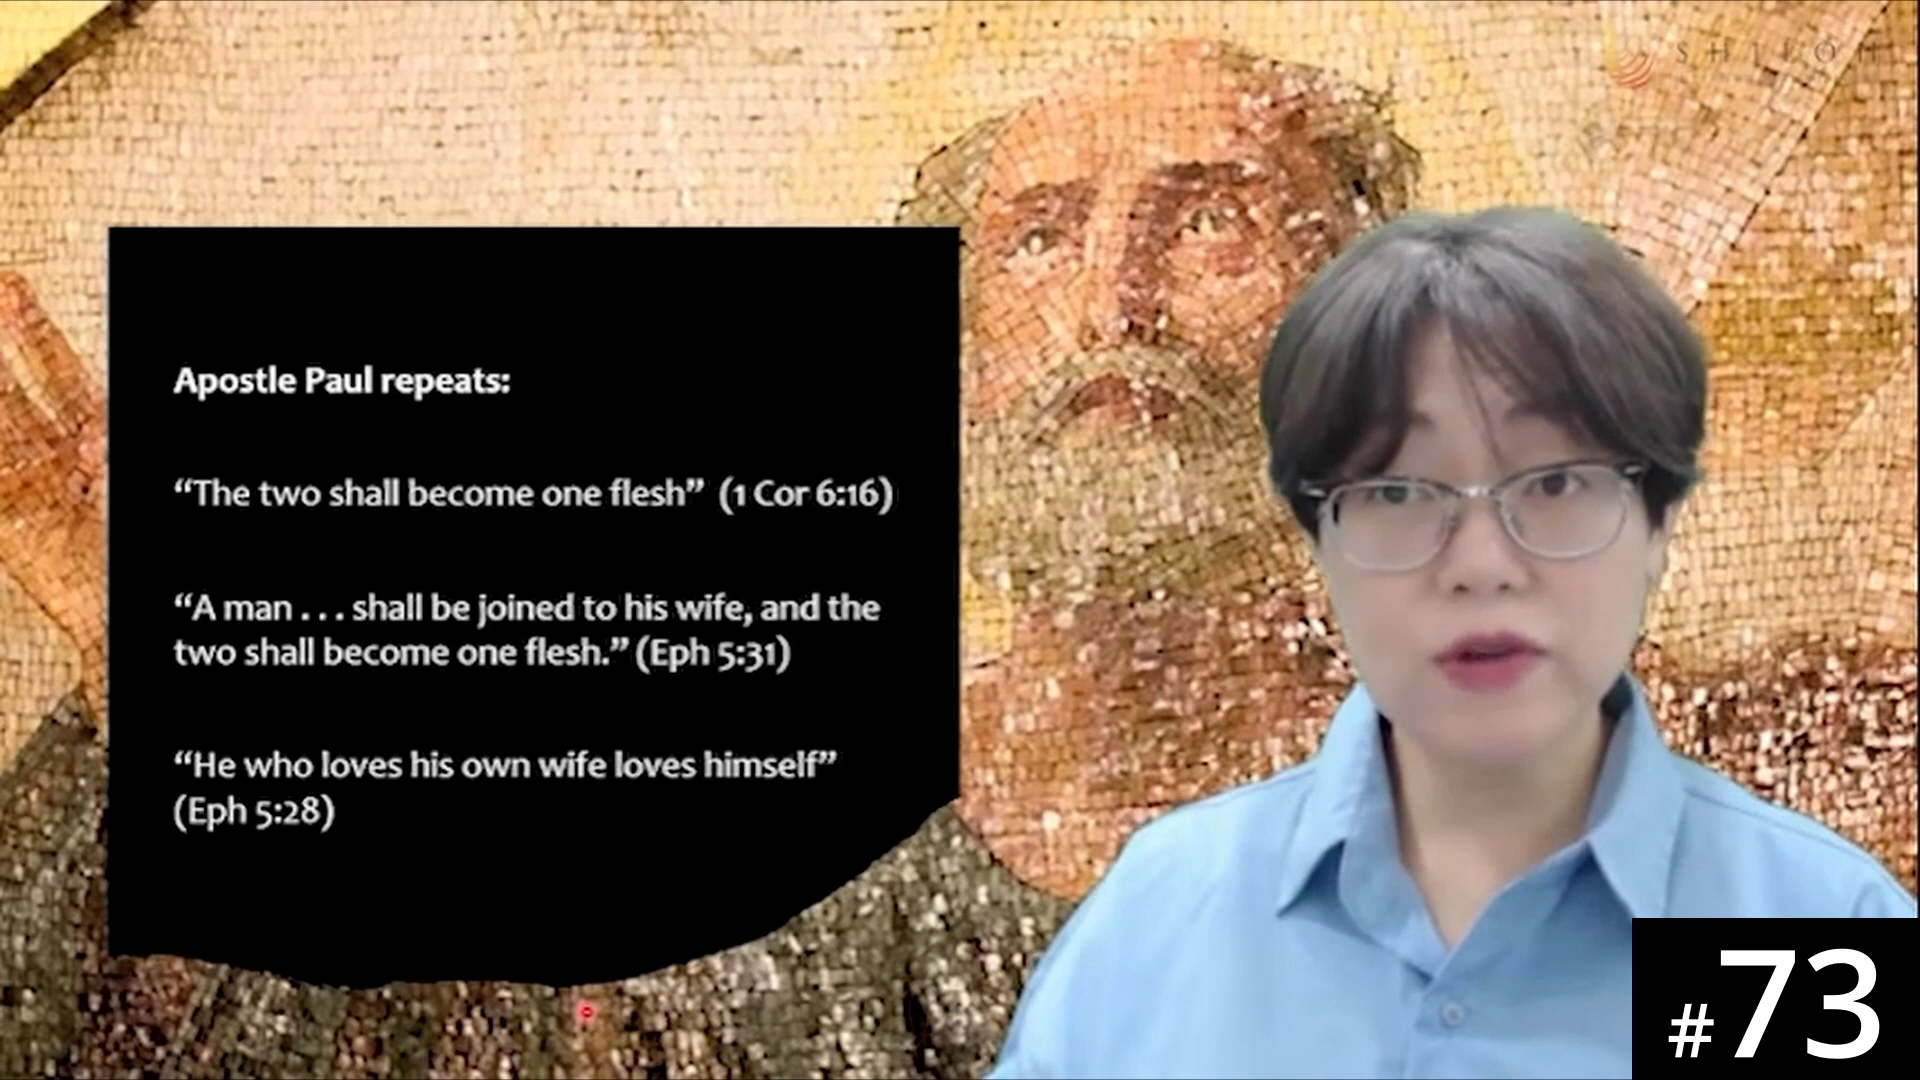 Apostle Paul repeats:
“The two shall become one flesh” (1 Cor 6:16)
“A man . . . shall be joined to his wife, and the
two shall become one flesh.” (Eph 5:31)
“He who loves his own wife loves himself”
(Eph 5:28)
#73